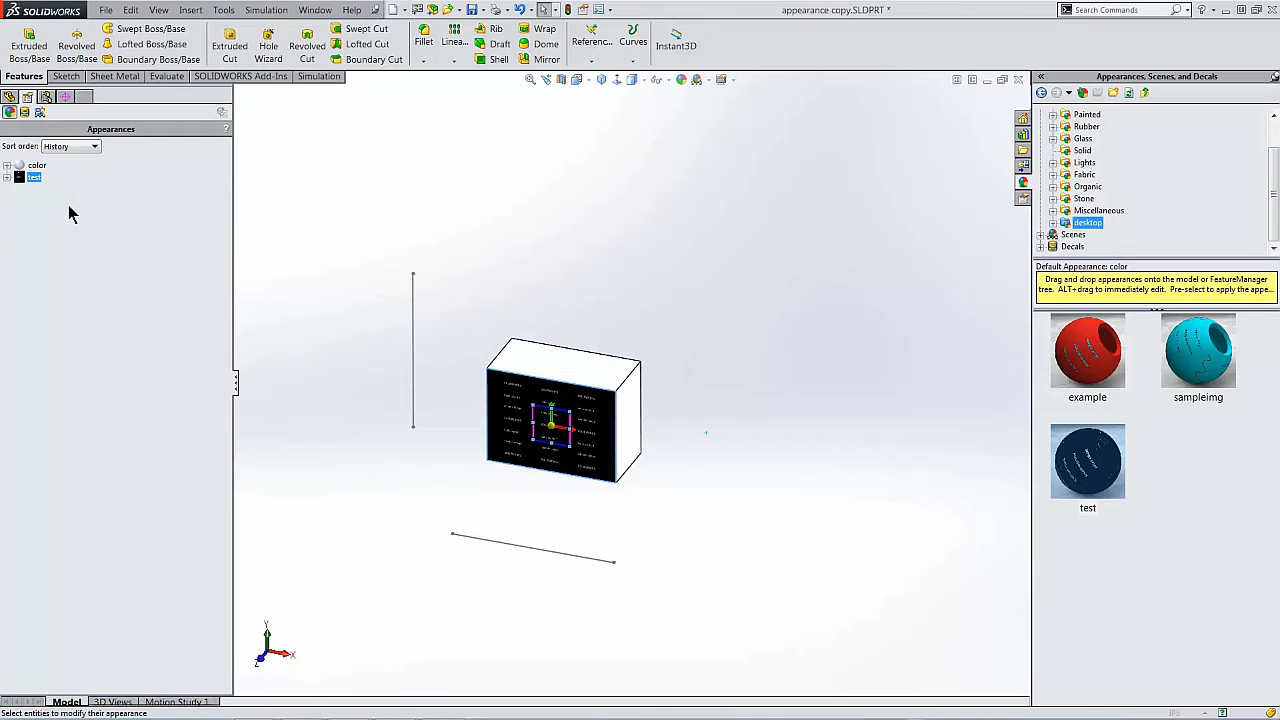 SOLIDWORKS File Edit View Insert Tools Simulation Window Help appearance copy.SLDPRT * Search Commands
Extruded Boss/Base
Revolved Boss/Base
Swept Boss/Base
Lofted Boss/Base
Boundary Boss/Base
Extruded Cut
Hole Wizard
Revolved Cut
Swept Cut
Lofted Cut
Boundary Cut
Fillet
Linea...
Rib
Draft
Shell
Wrap
Dome
Mirror
Referenc...
Curves
Instant3D
Features Sketch Sheet Metal Evaluate SOLIDWORKS Add-Ins Simulation
Appearances
?
Sort order: History
color
test
Y
X
Z
Model 3D Views Motion Study 1
Select entities to modify their appearance
IPS
Appearances, Scenes, and Decals
Painted
Rubber
Glass
Solid
Lights
Fabric
Organic
Stone
Miscellaneous
desktop
Scenes
Decals
Default Appearance: color
Drag and drop appearances onto the model or FeatureManager
tree. ALT+drag to immediately edit. Pre-select to apply the appe...
example
sampleimg
test